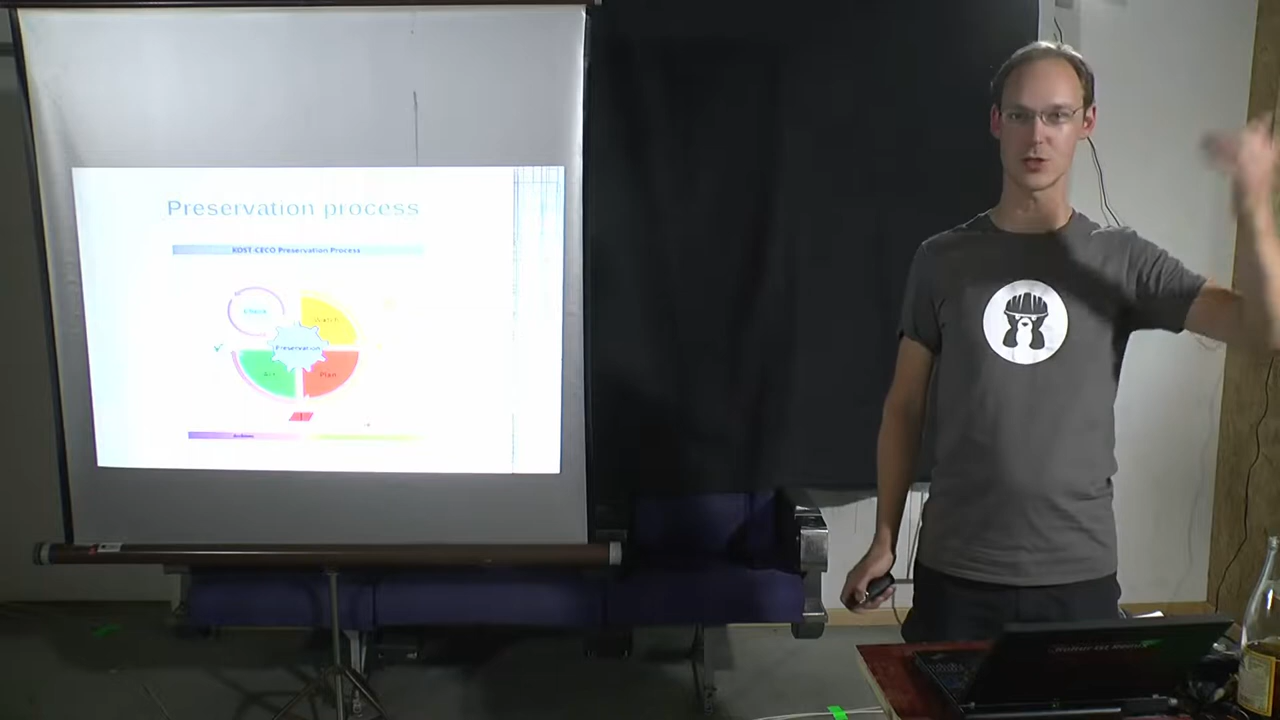 Preservation process
KOST-CECO Preservation Process
Check
Watch
Preservation
Act
Plan